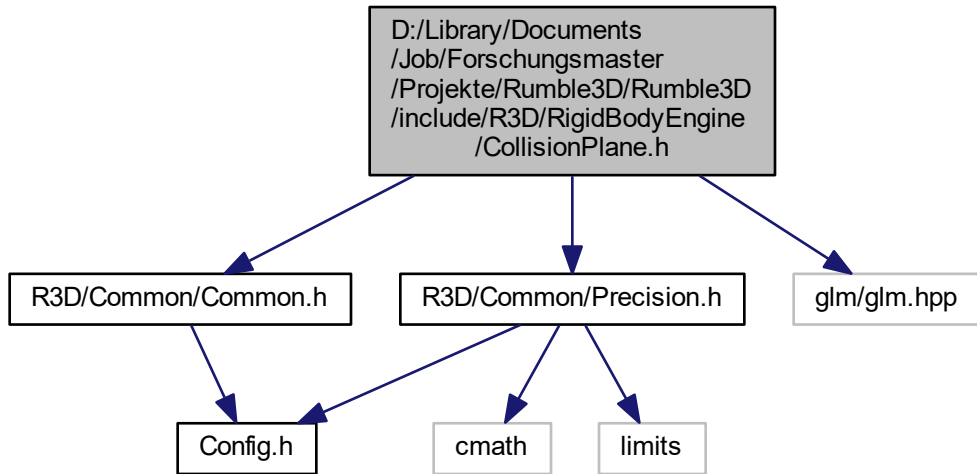 D:/Library/Documents
/Job/Forschungsmaster
/Projekte/Rumble3D/Rumble3D
/include/R3D/RigidBodyEngine
/CollisionPlane.h
R3D/Common/Common.h
R3D/Common/Precision.h
glm/glm.hpp
Config.h
cmath
limits